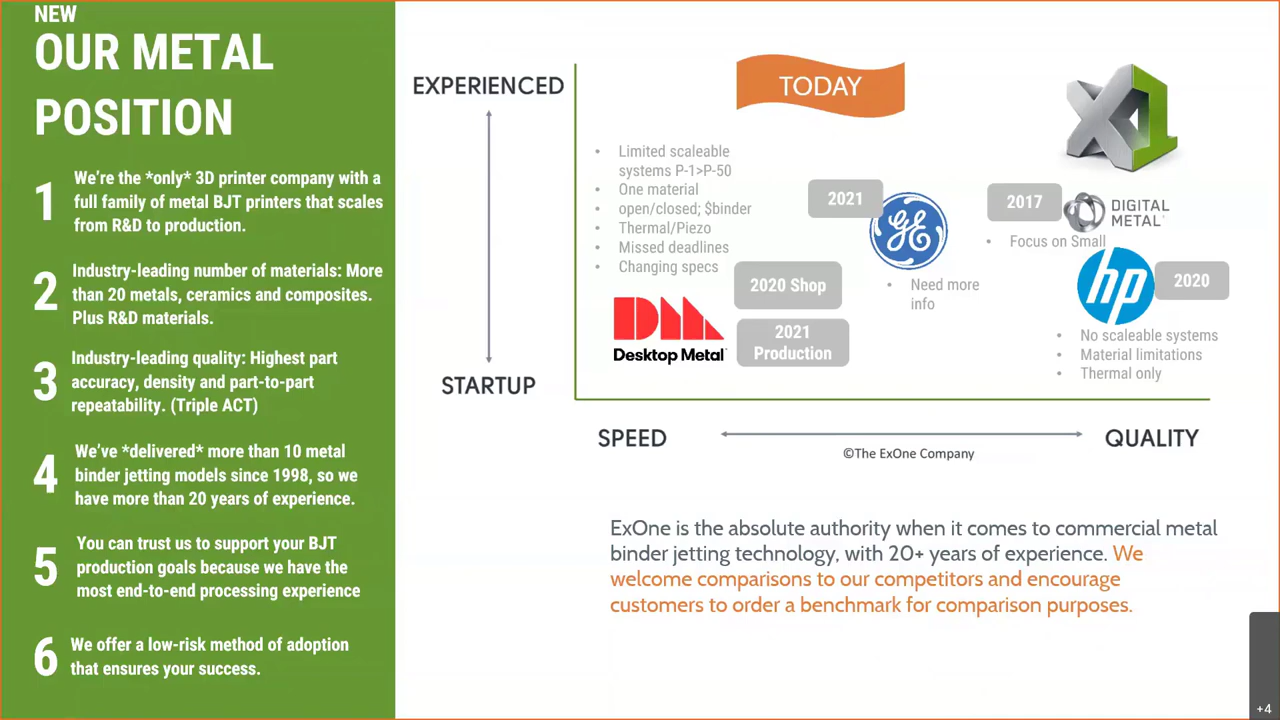 NEW
OUR METAL
POSITION
1
We're the *only* 3D printer company with a
full family of metal BJT printers that scales
from R&D to production.
2
Industry-leading number of materials: More
than 20 metals, ceramics and composites.
Plus R&D materials.
3
Industry-leading quality: Highest part
accuracy, density and part-to-part
repeatability. (Triple ACT)
4
We've *delivered* more than 10 metal
binder jetting models since 1998, so we
have more than 20 years of experience.
5
You can trust us to support your BJT
production goals because we have the
most end-to-end processing experience
6
We offer a low-risk method of adoption
that ensures your success.
EXPERIENCED
STARTUP
TODAY
• Limited scaleable
systems P-1>P-50
• One material
• open/closed; $binder
• Thermal/Piezo
• Missed deadlines
• Changing specs
DM
Desktop Metal
2020 Shop
2021
Production
2021
GE
• Need more
info
X1
2017
DIGITAL
METAL®
• Focus on Small
hp
2020
• No scaleable systems
• Material limitations
• Thermal only
SPEED
QUALITY
©The ExOne Company
ExOne is the absolute authority when it comes to commercial metal
binder jetting technology, with 20+ years of experience. We
welcome comparisons to our competitors and encourage
customers to order a benchmark for comparison purposes.
+4